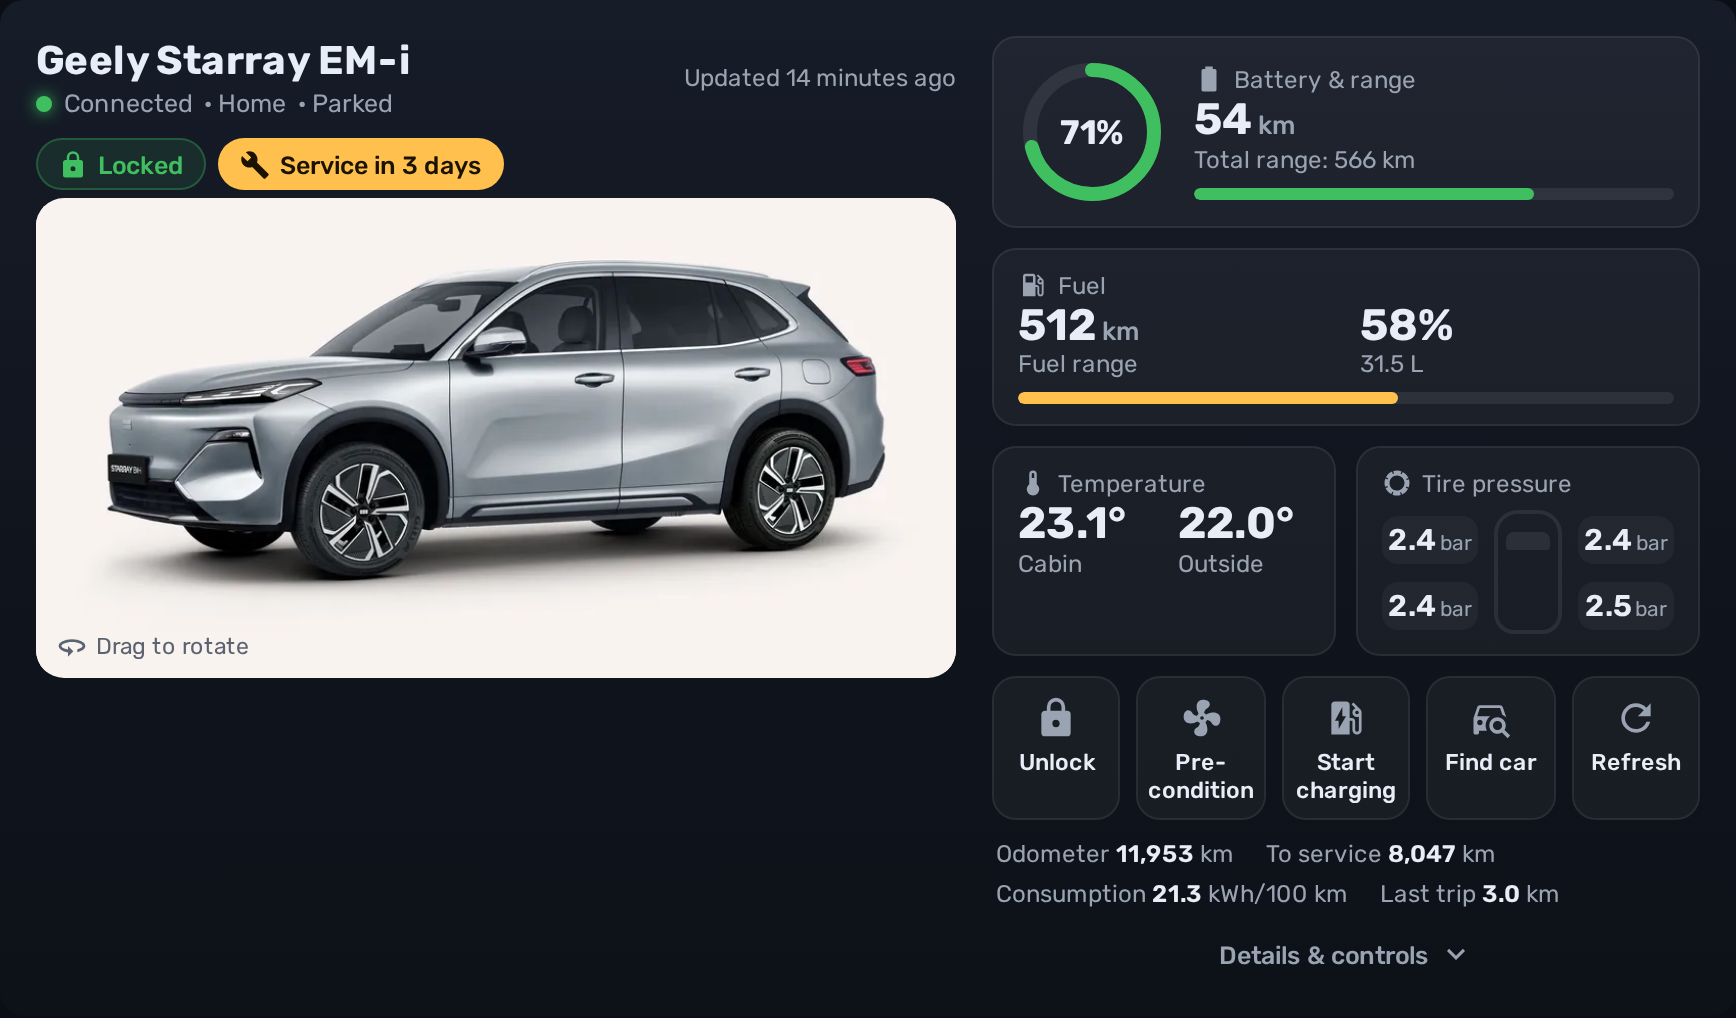 Geely Starray EM-i
Connected • Home • Parked
Updated 14 minutes ago
Locked
Service in 3 days
STARRAY EM-i
Drag to rotate
71%
Battery & range
54 km
Total range: 566 km
Fuel
512 km
Fuel range
58%
31.5 L
Temperature
23.1°
Cabin
22.0°
Outside
Tire pressure
2.4 bar
2.4 bar
2.4 bar
2.5 bar
Unlock
Pre-
condition
Start
charging
Find car
Refresh
Odometer 11,953 km To service 8,047 km
Consumption 21.3 kWh/100 km Last trip 3.0 km
Details & controls